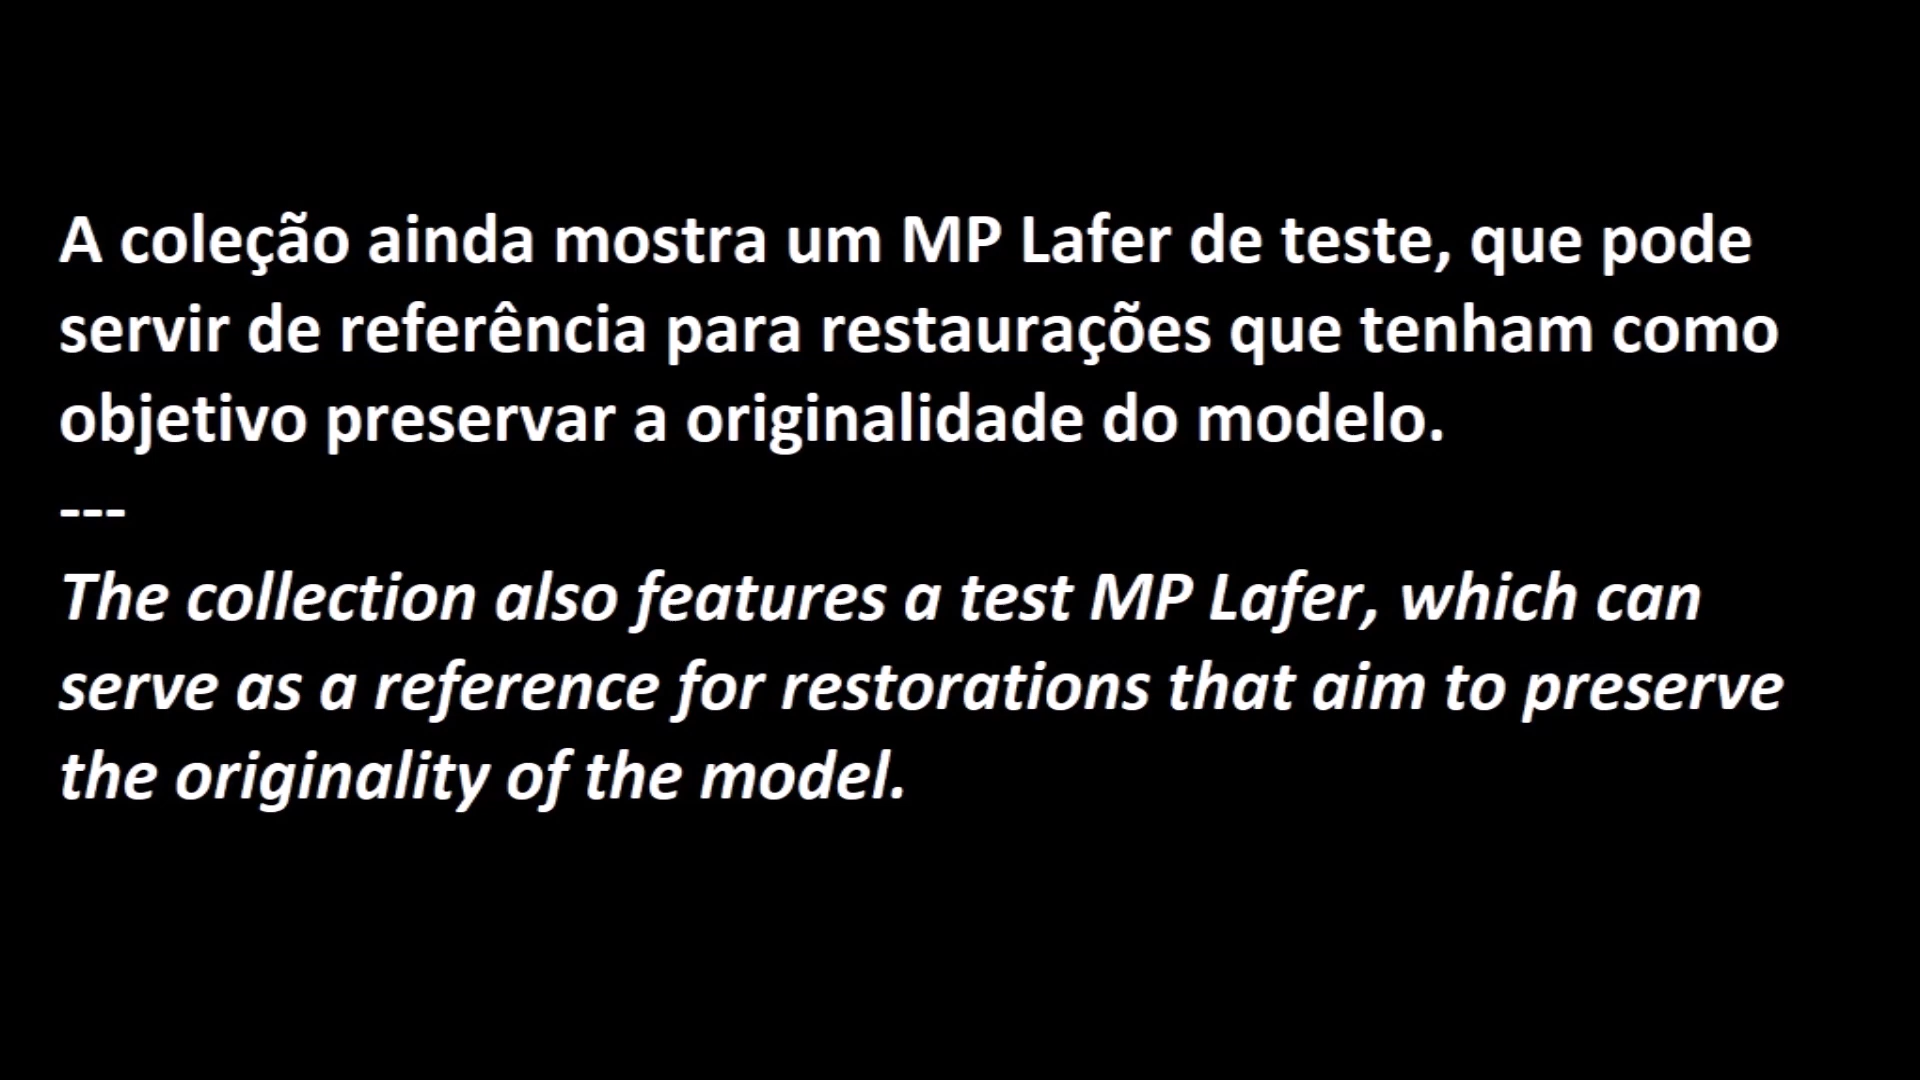 A coleção ainda mostra um MP Lafer de teste, que pode
servir de referência para restaurações que tenham como
objetivo preservar a originalidade do modelo.
---
The collection also features a test MP Lafer, which can
serve as a reference for restorations that aim to preserve
the originality of the model.